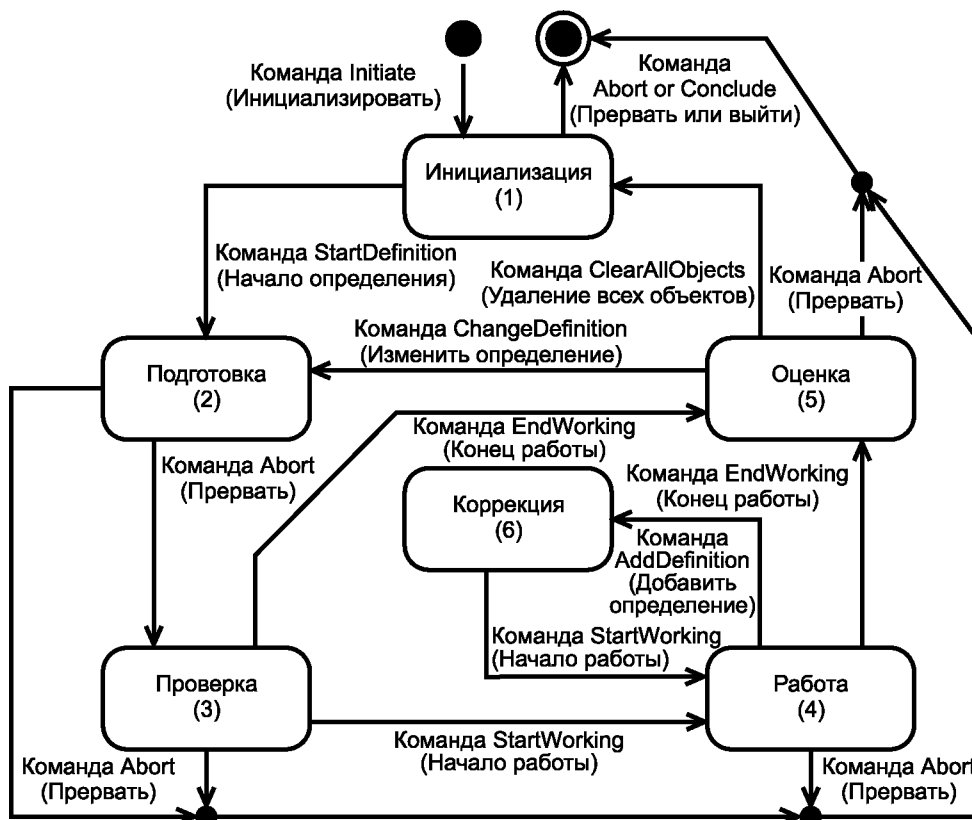 Команда Initiate
(Инициализировать)
Команда
Abort or Conclude
(Прервать или выйти)
Инициализация
(1)
Команда StartDefinition
(Начало определения)
Команда ClearAllObjects
(Удаление всех объектов)
Команда Abort
(Прервать)
Команда ChangeDefinition
(Изменить определение)
Подготовка
(2)
Оценка
(5)
Команда EndWorking
(Конец работы)
Команда Abort
(Прервать)
Команда EndWorking
(Конец работы)
Коррекция
(6)
Команда
AddDefinition
(Добавить
определение)
Команда StartWorking
(Начало работы)
Проверка
(3)
Работа
(4)
Команда StartWorking
(Начало работы)
Команда Abort
(Прервать)
Команда Abort
(Прервать)